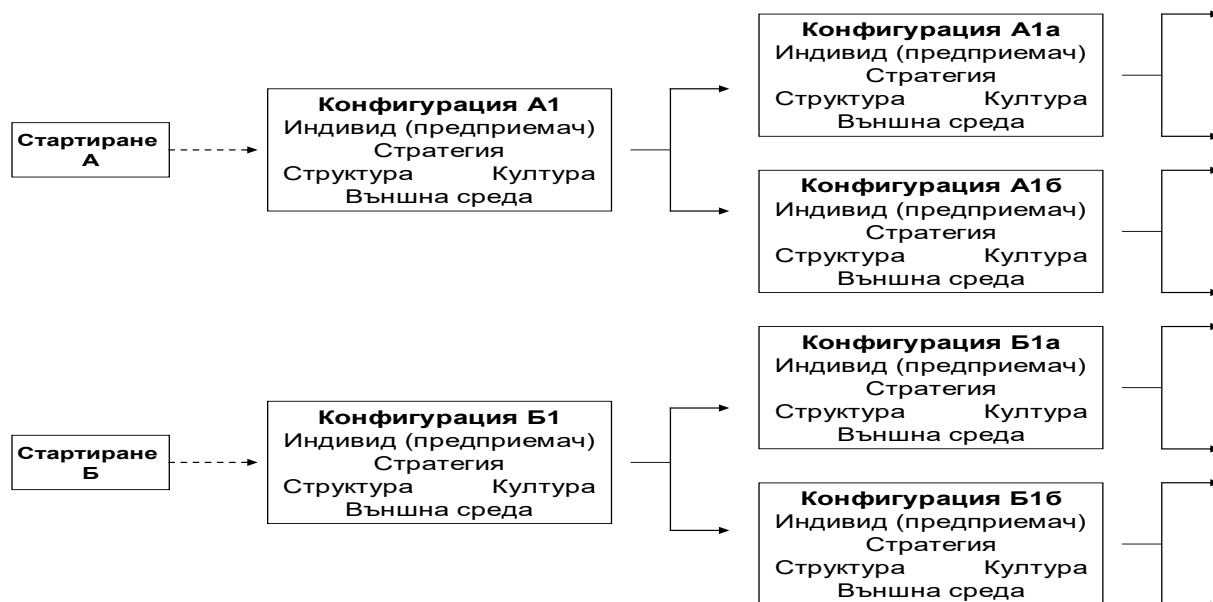 Стартиране
А
Конфигурация А1
Индивид (предприемач)
Стратегия
Структура Култура
Външна среда
Конфигурация А1а
Индивид (предприемач)
Стратегия
Структура Култура
Външна среда
Конфигурация А1б
Индивид (предприемач)
Стратегия
Структура Култура
Външна среда
Стартиране
Б
Конфигурация Б1
Индивид (предприемач)
Стратегия
Структура Култура
Външна среда
Конфигурация Б1а
Индивид (предприемач)
Стратегия
Структура Култура
Външна среда
Конфигурация Б1б
Индивид (предприемач)
Стратегия
Структура Култура
Външна среда